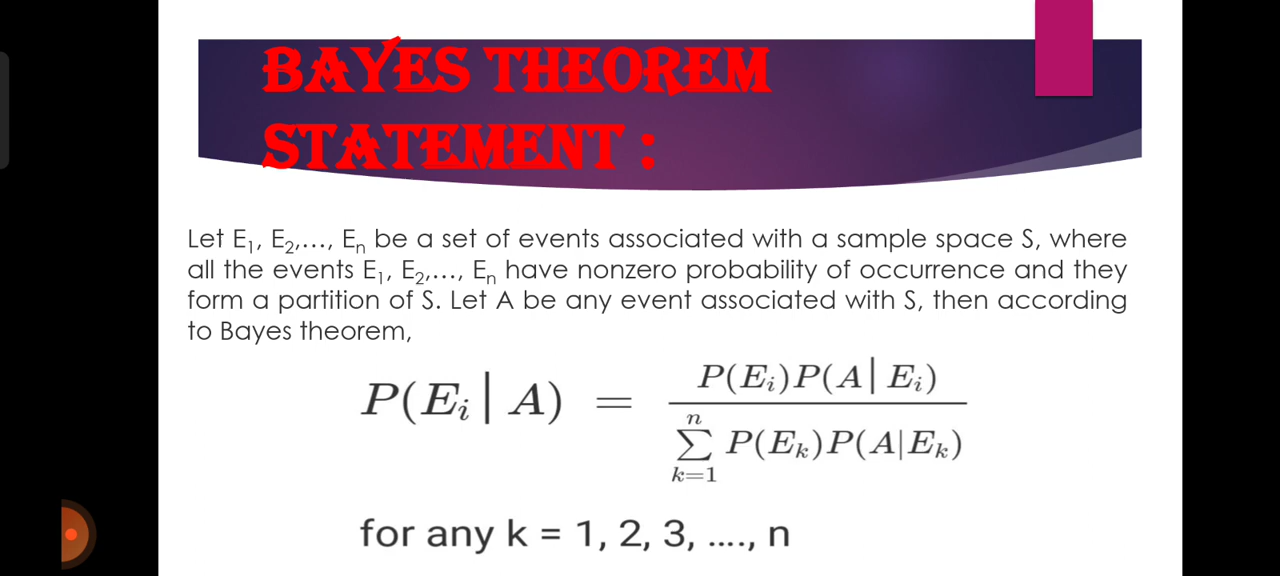 BAYES THEOREM
STATEMENT :
Let E₁, E₂,..., Eₙ be a set of events associated with a sample space S, where
all the events E₁, E₂,..., Eₙ have nonzero probability of occurrence and they
form a partition of S. Let A be any event associated with S, then according
to Bayes theorem,
P(Eᵢ | A) = P(Eᵢ)P(A | Eᵢ) / ∑ₖ₌₁ⁿ P(Eₖ)P(A|Eₖ)
for any k = 1, 2, 3, ...., n